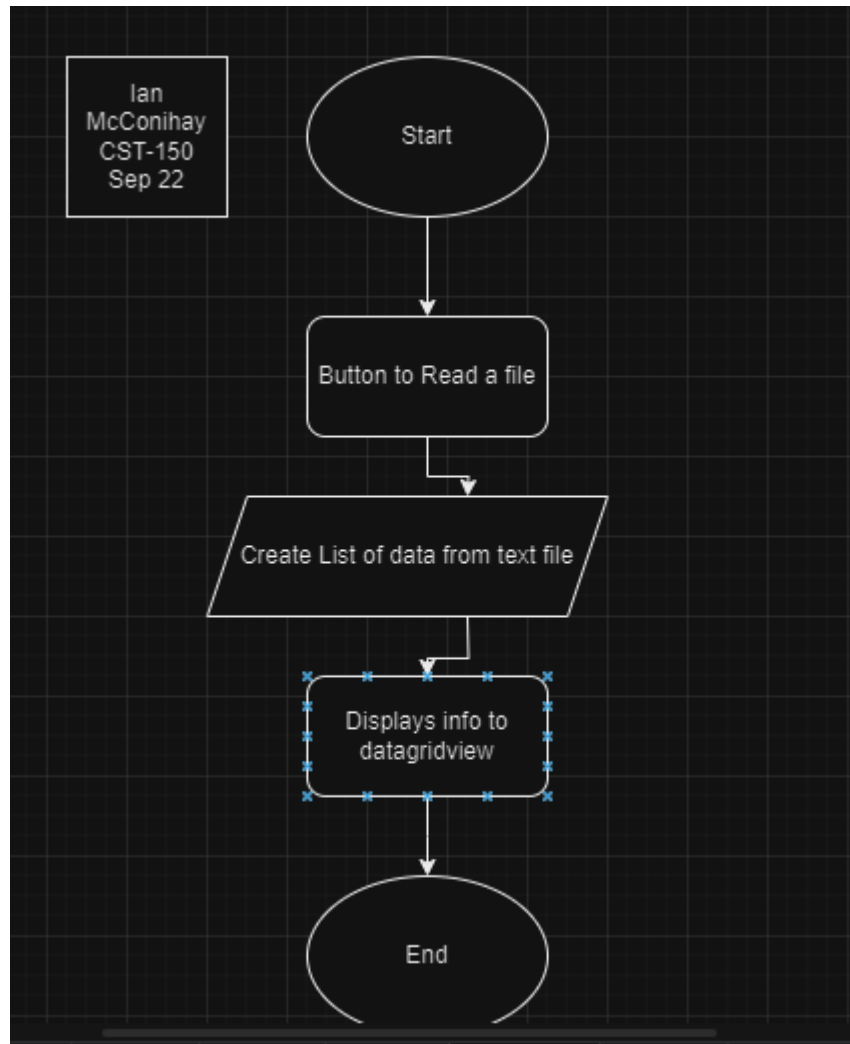 Ian
McConihay
CST-150
Sep 22
Start
Button to Read a file
Create List of data from text file
Displays info to
datagridview
End